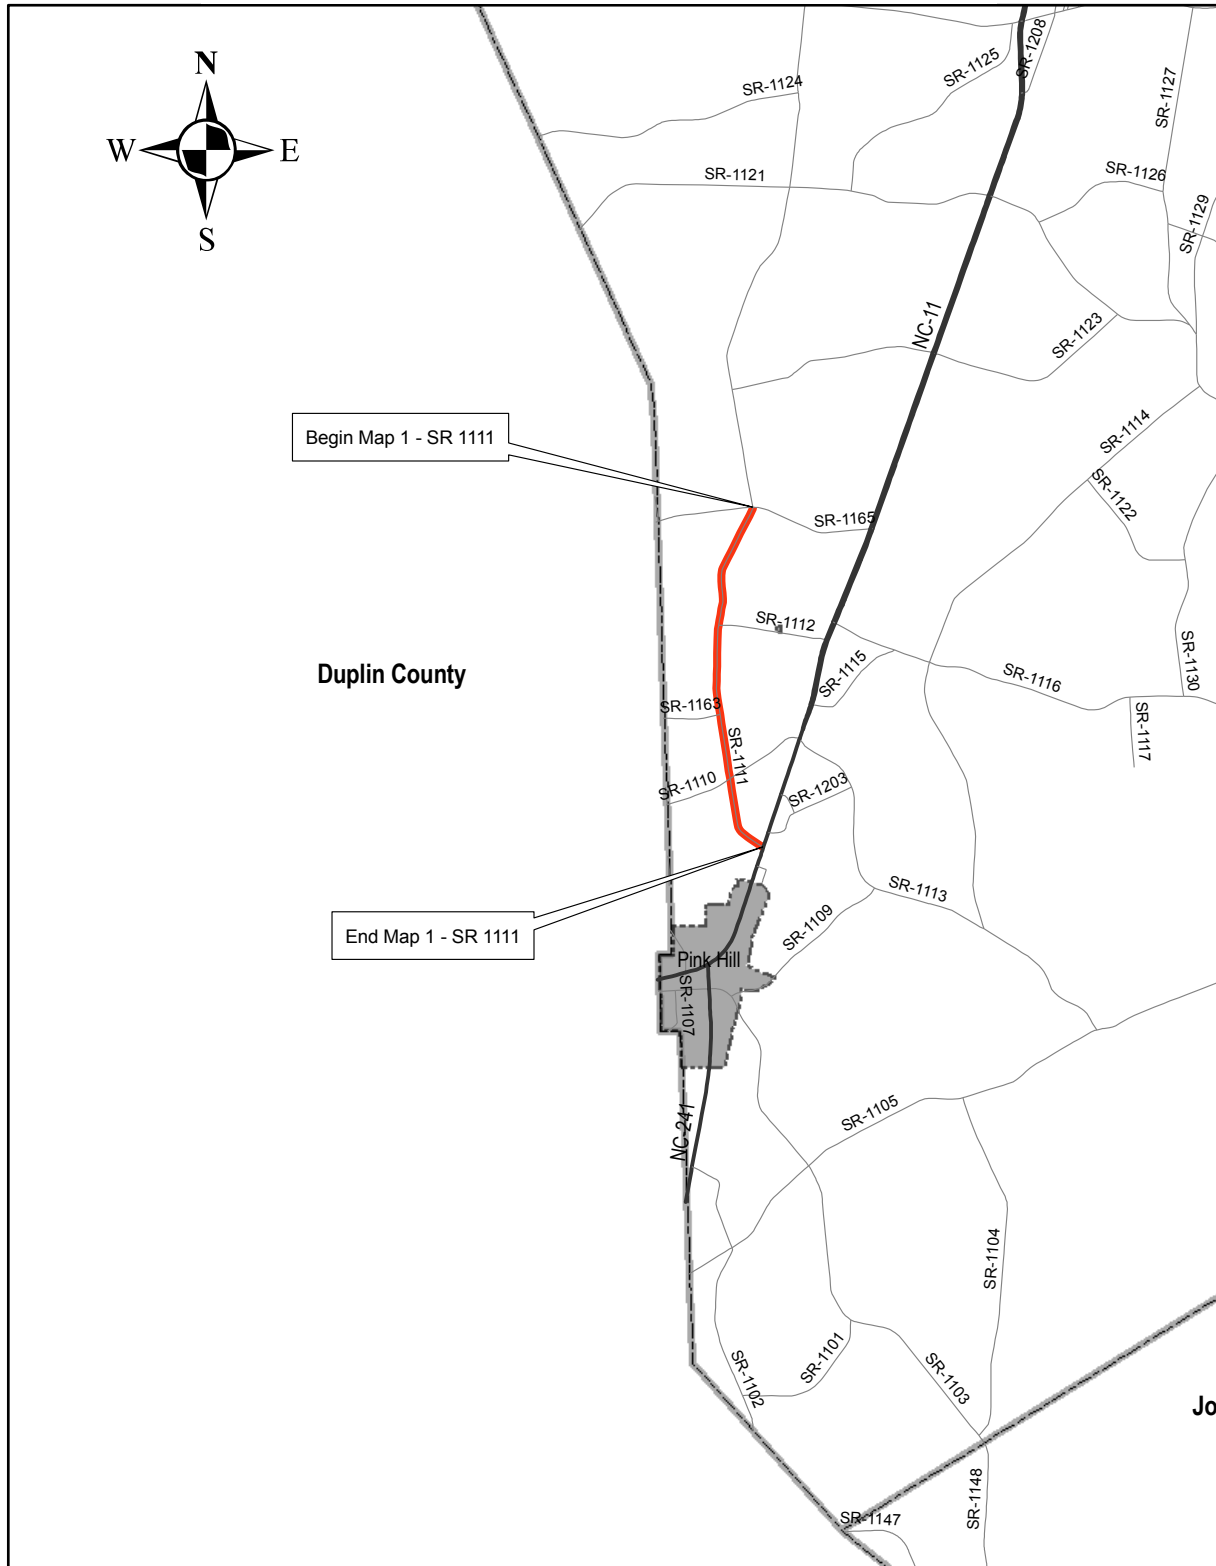 N
W
E
S
SR-1124
SR-1125
SR-1208
SR-1127
SR-1121
SR-1126
SR-1129
NC-11
SR-1123
SR-1114
Begin Map 1 - SR 1111
SR-1122
SR-1165
SR-1112
SR-1115
SR-1116
SR-1130
Duplin County
SR-1163
SR-1117
SR-1111
SR-1110
SR-1203
SR-1113
SR-1109
End Map 1 - SR 1111
Pink Hill
SR-1107
NC 241
SR-1105
SR-1104
SR-1101
SR-1102
SR-1103
Jo
SR-1148
SR-1147